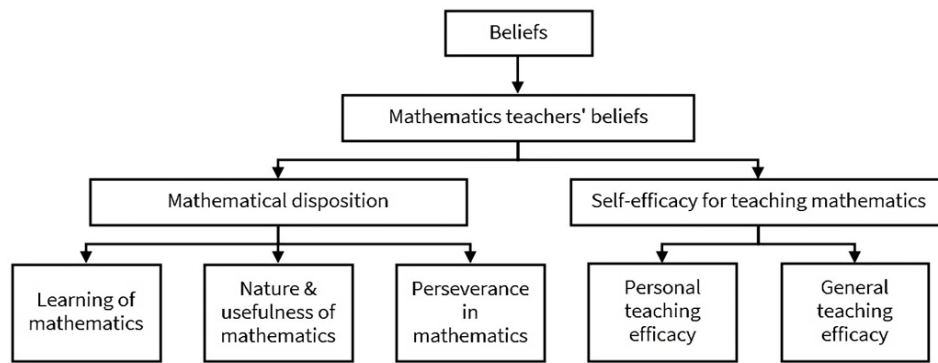 Beliefs
Mathematics teachers' beliefs
Mathematical disposition
Self-efficacy for teaching mathematics
Learning of
mathematics
Nature &
usefulness of
mathematics
Perseverance
in
mathematics
Personal
teaching
efficacy
General
teaching
efficacy